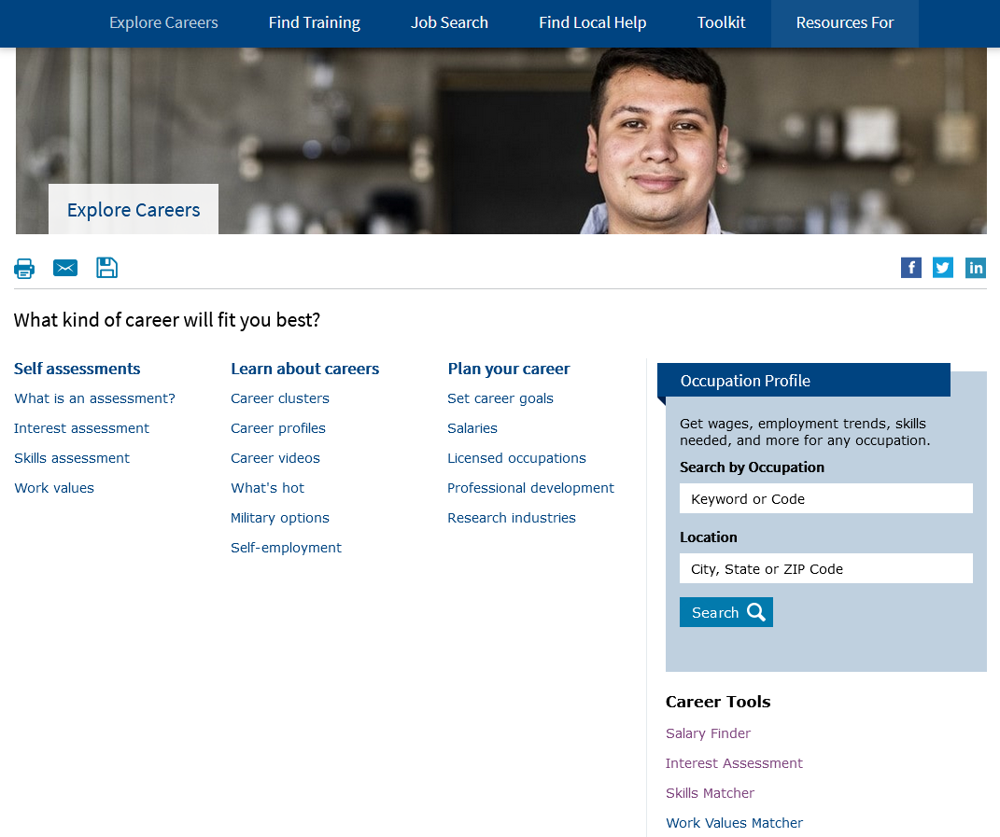 Explore Careers
Find Training
Job Search
Find Local Help
Toolkit
Resources For
Explore Careers
f
in
What kind of career will fit you best?
Self assessments
What is an assessment?
Interest assessment
Skills assessment
Work values
Learn about careers
Career clusters
Career profiles
Career videos
What's hot
Military options
Self-employment
Plan your career
Set career goals
Salaries
Licensed occupations
Professional development
Research industries
Occupation Profile
Get wages, employment trends, skills
needed, and more for any occupation.
Search by Occupation
Keyword or Code
Location
City, State or ZIP Code
Search
Career Tools
Salary Finder
Interest Assessment
Skills Matcher
Work Values Matcher